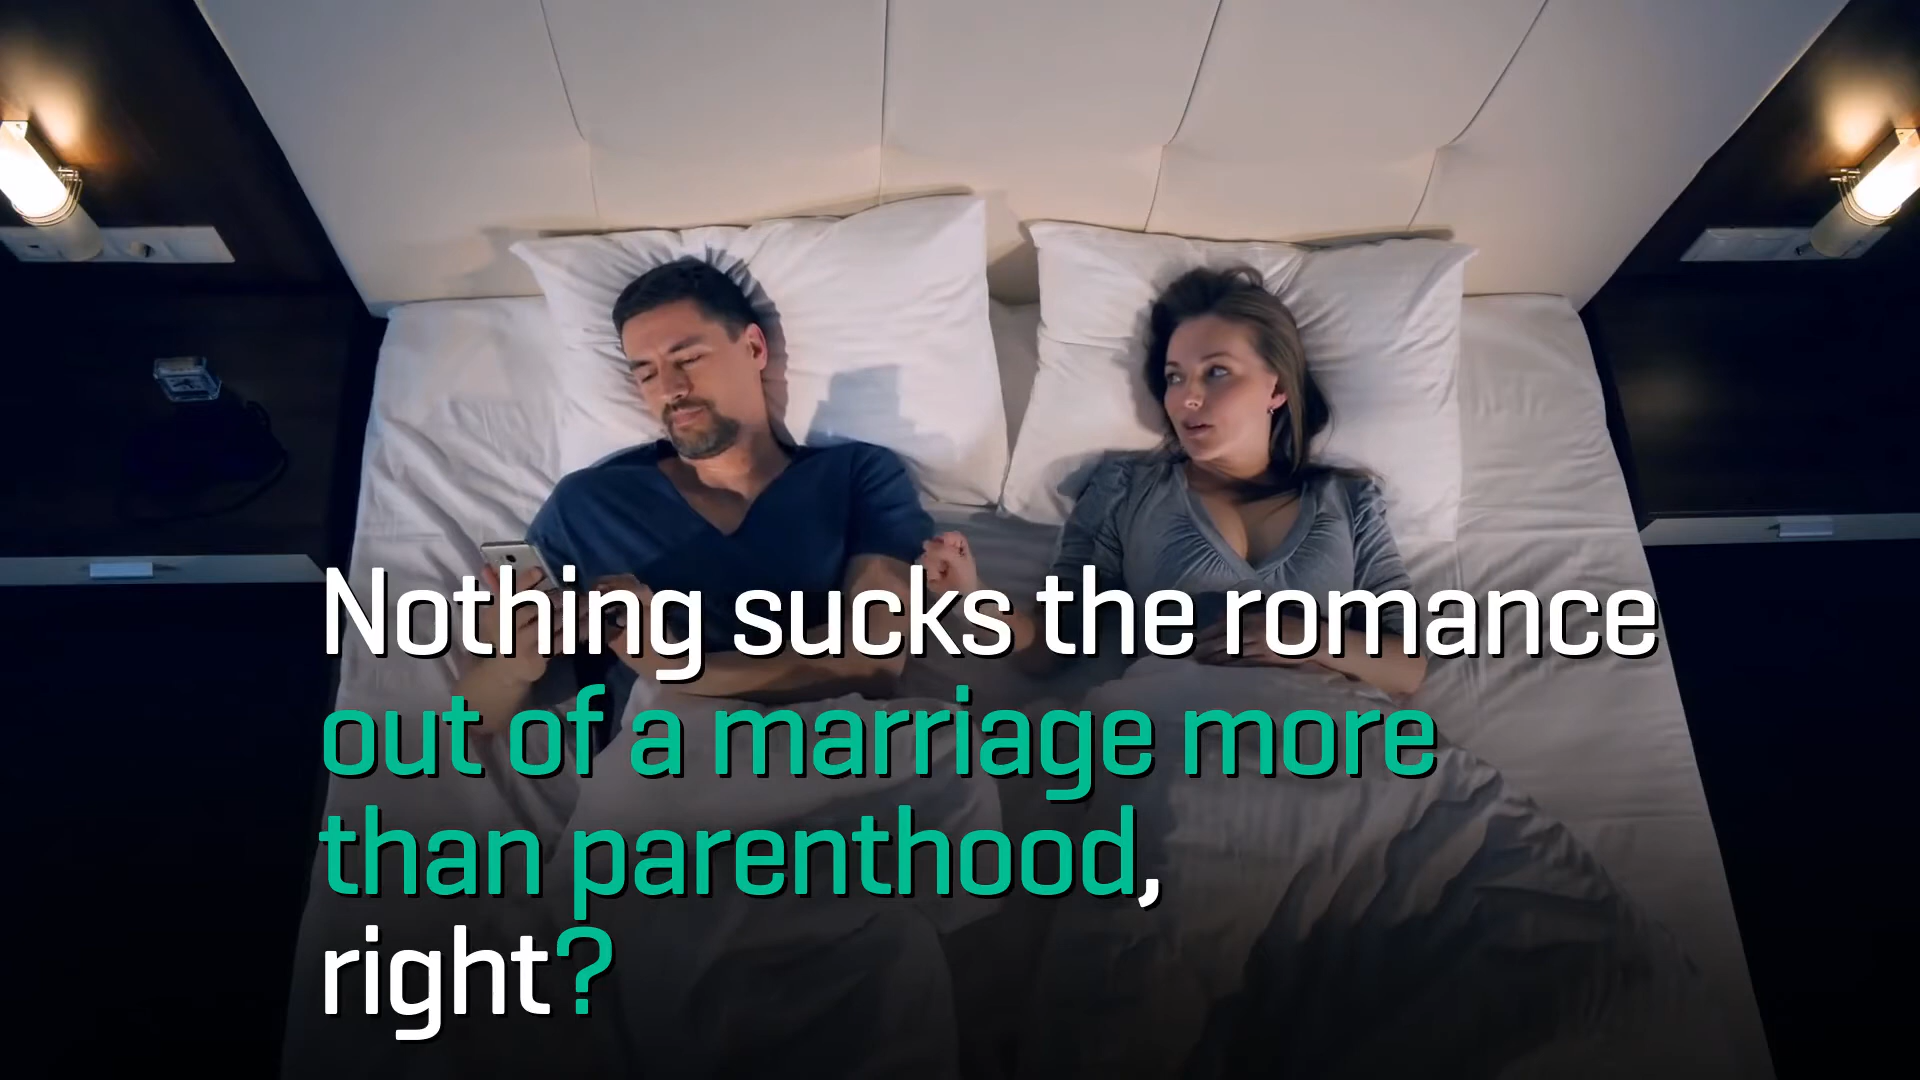 Nothing sucks the romance
out of a marriage more
than parenthood,
right?